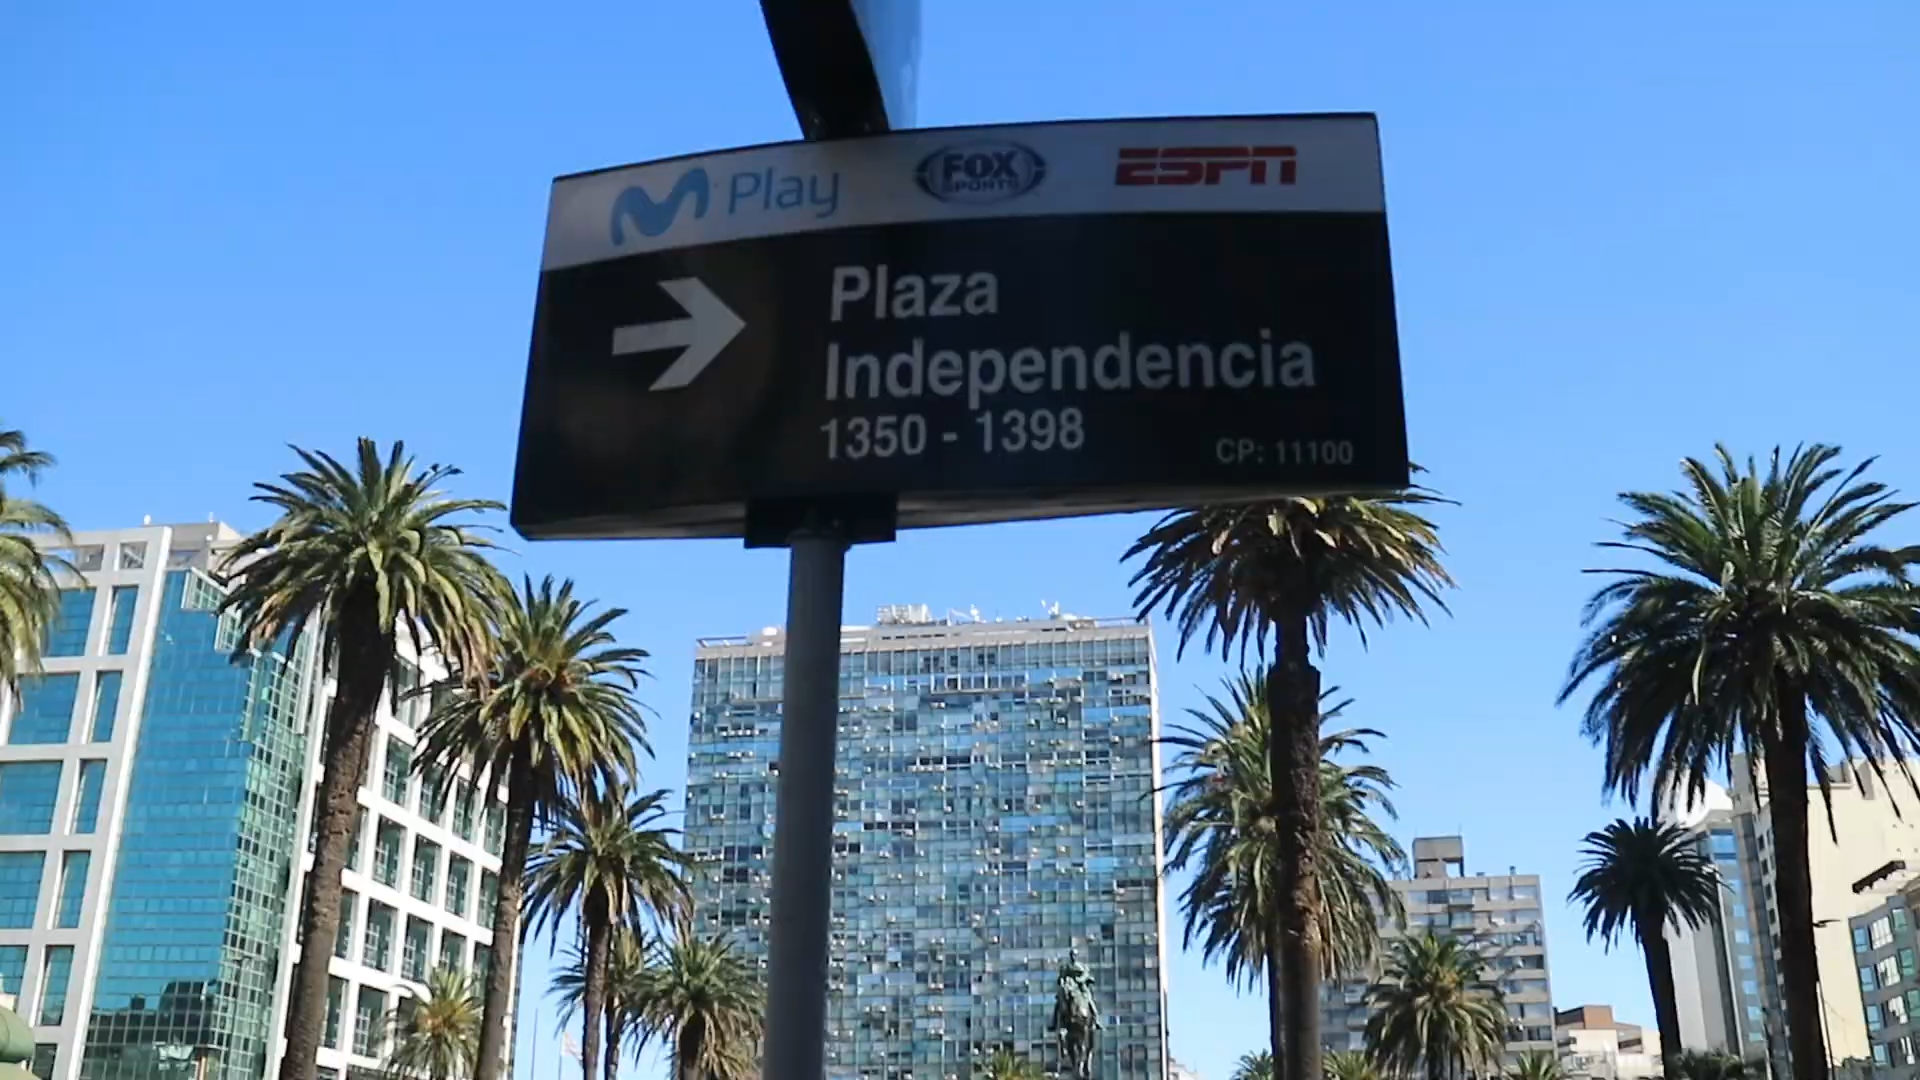 Play FOX SPORTS ESPN
Plaza
Independencia
1350 - 1398
CP: 11100